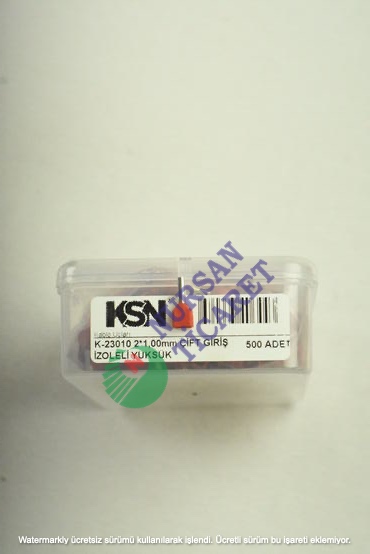 KSN
Kablo Uçları
K-23010 2*1,00mm ÇİFT GİRİŞ
İZOLELİ YÜKSÜK
500 ADET
NURSAN
TİCARET
Watermarkly ücretsiz sürümü kullanılarak işlendi. Ücretli sürüm bu işareti eklemiyor.